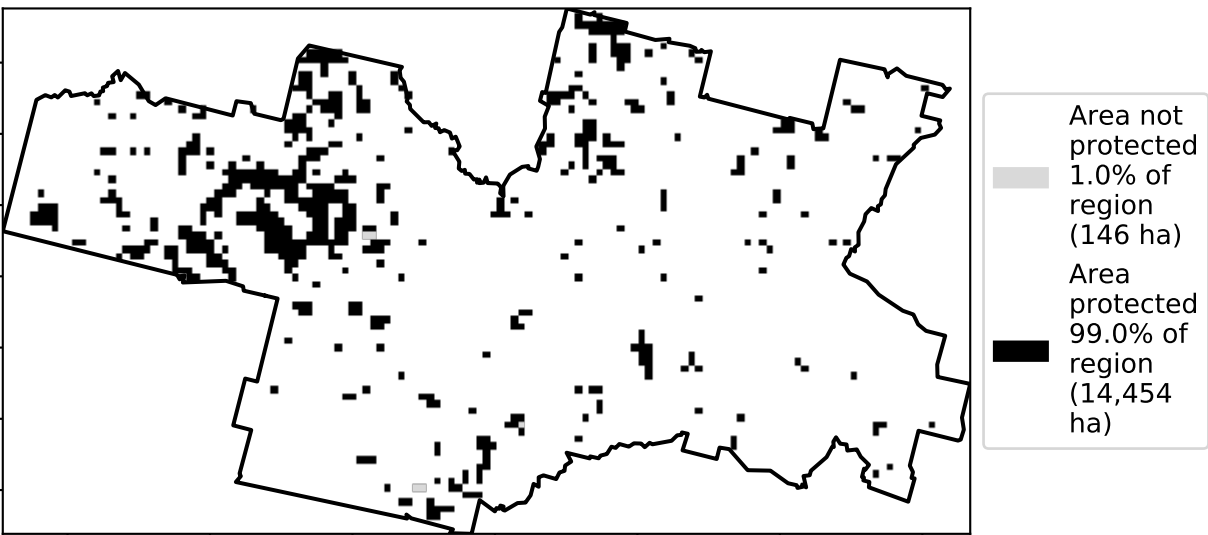 Area not
protected
1.0% of
region
(146 ha)
Area
protected
99.0% of
region
(14,454
ha)